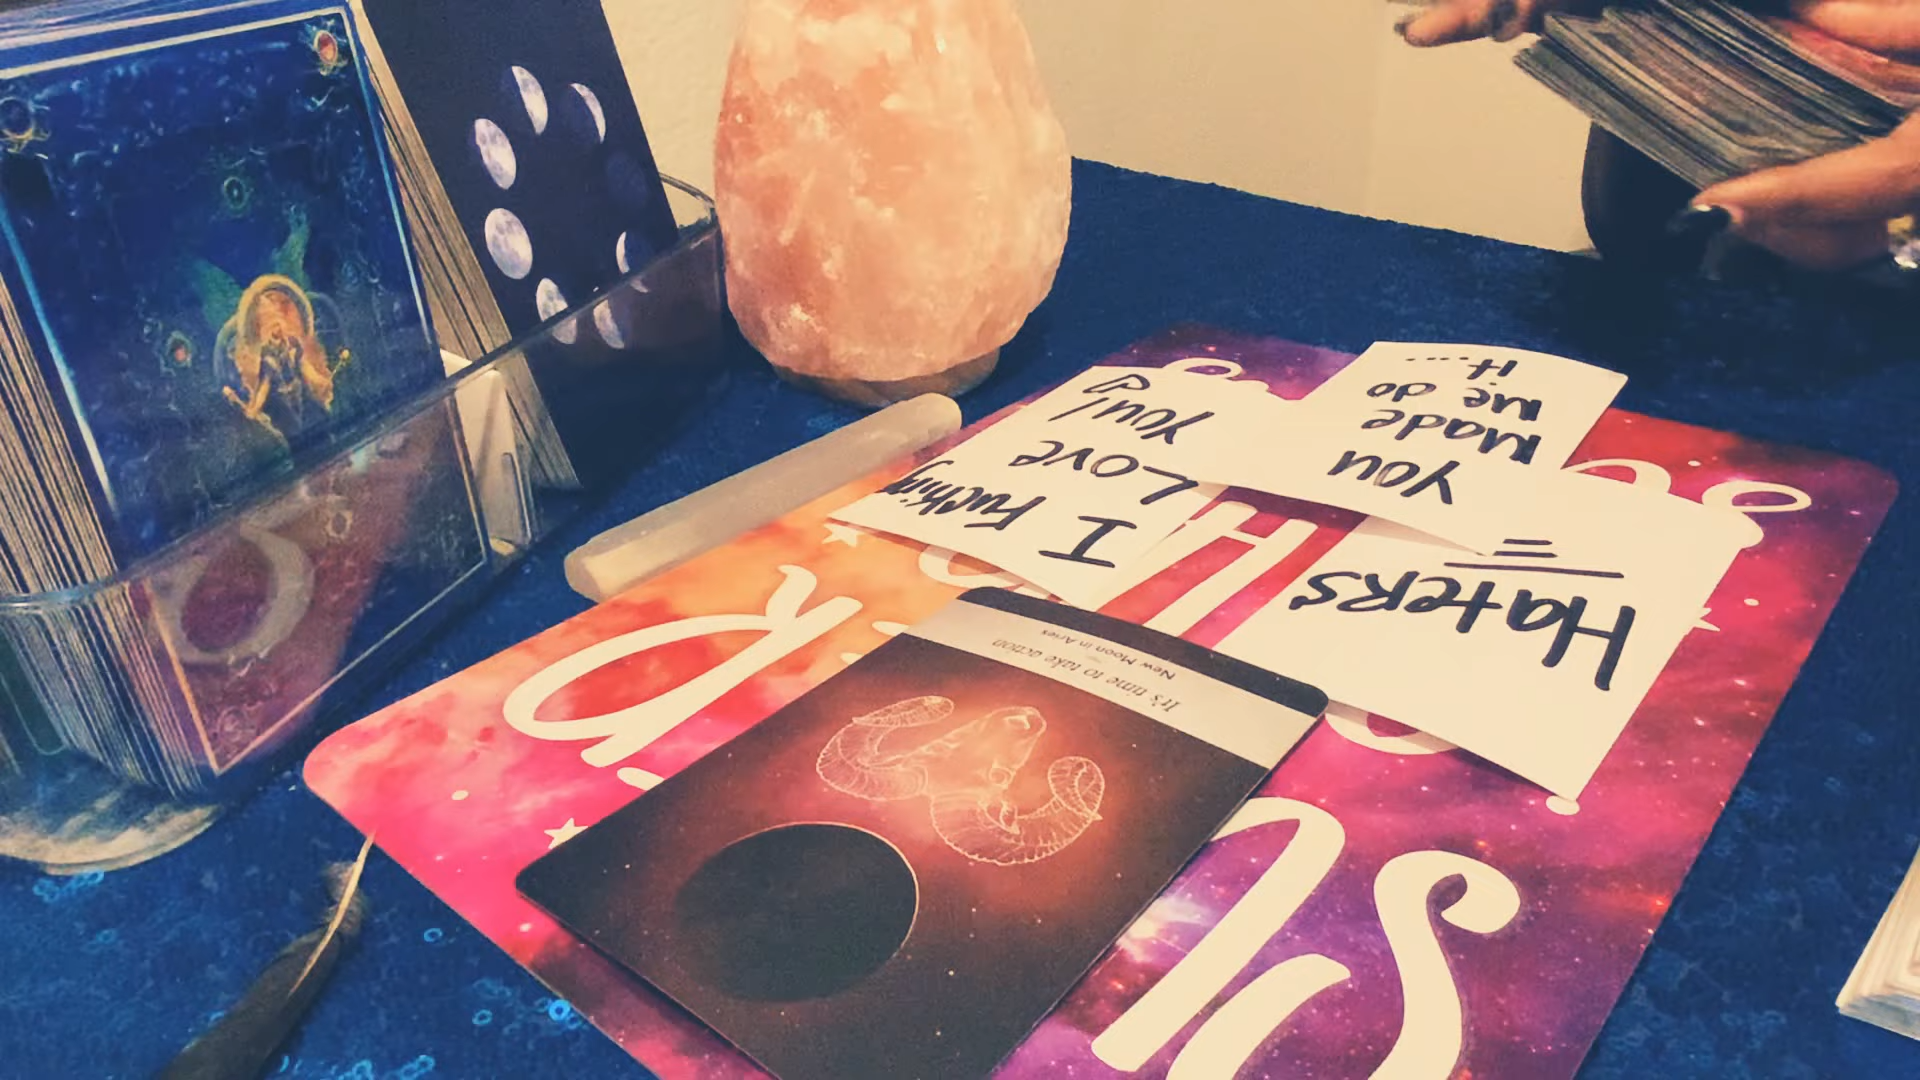 It's time to take action
New Moon in Aries
HateRs
You
Made
me do
it....
I Fucking
Love
You!